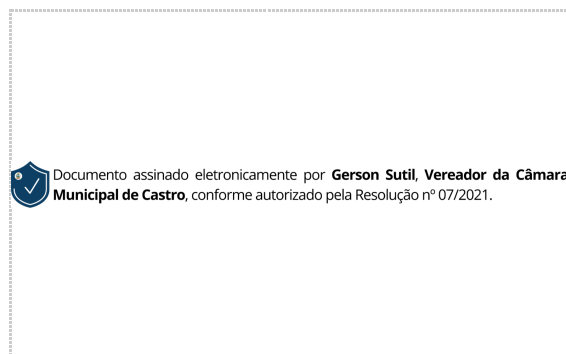 Documento assinado eletronicamente por Gerson Sutil, Vereador da Câmara
Municipal de Castro, conforme autorizado pela Resolução nº 07/2021.